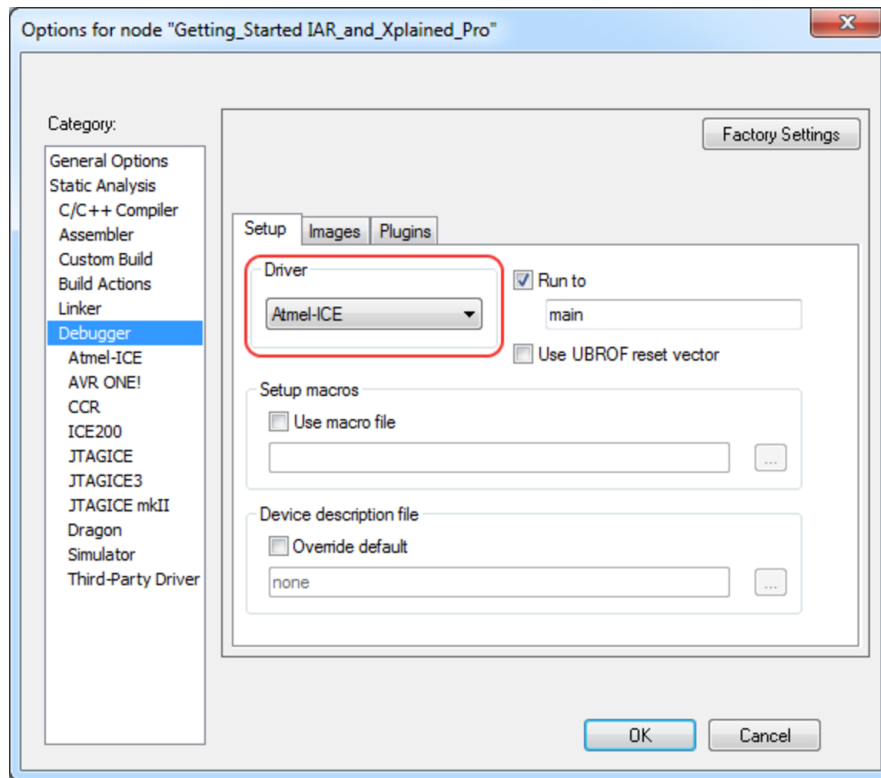 Options for node "Getting_Started IAR_and_Xplained_Pro"
x
Category:
Factory Settings
General Options
Static Analysis
C/C++ Compiler
Assembler
Custom Build
Build Actions
Linker
Debugger
Atmel-ICE
AVR ONE!
CCR
ICE200
JTAGICE
JTAGICE3
JTAGICE mkII
Dragon
Simulator
Third-Party Driver
Setup Images Plugins
Driver
Atmel-ICE
Run to
main
Use UBROF reset vector
Setup macros
Use macro file
...
Device description file
Override default
none
...
OK Cancel